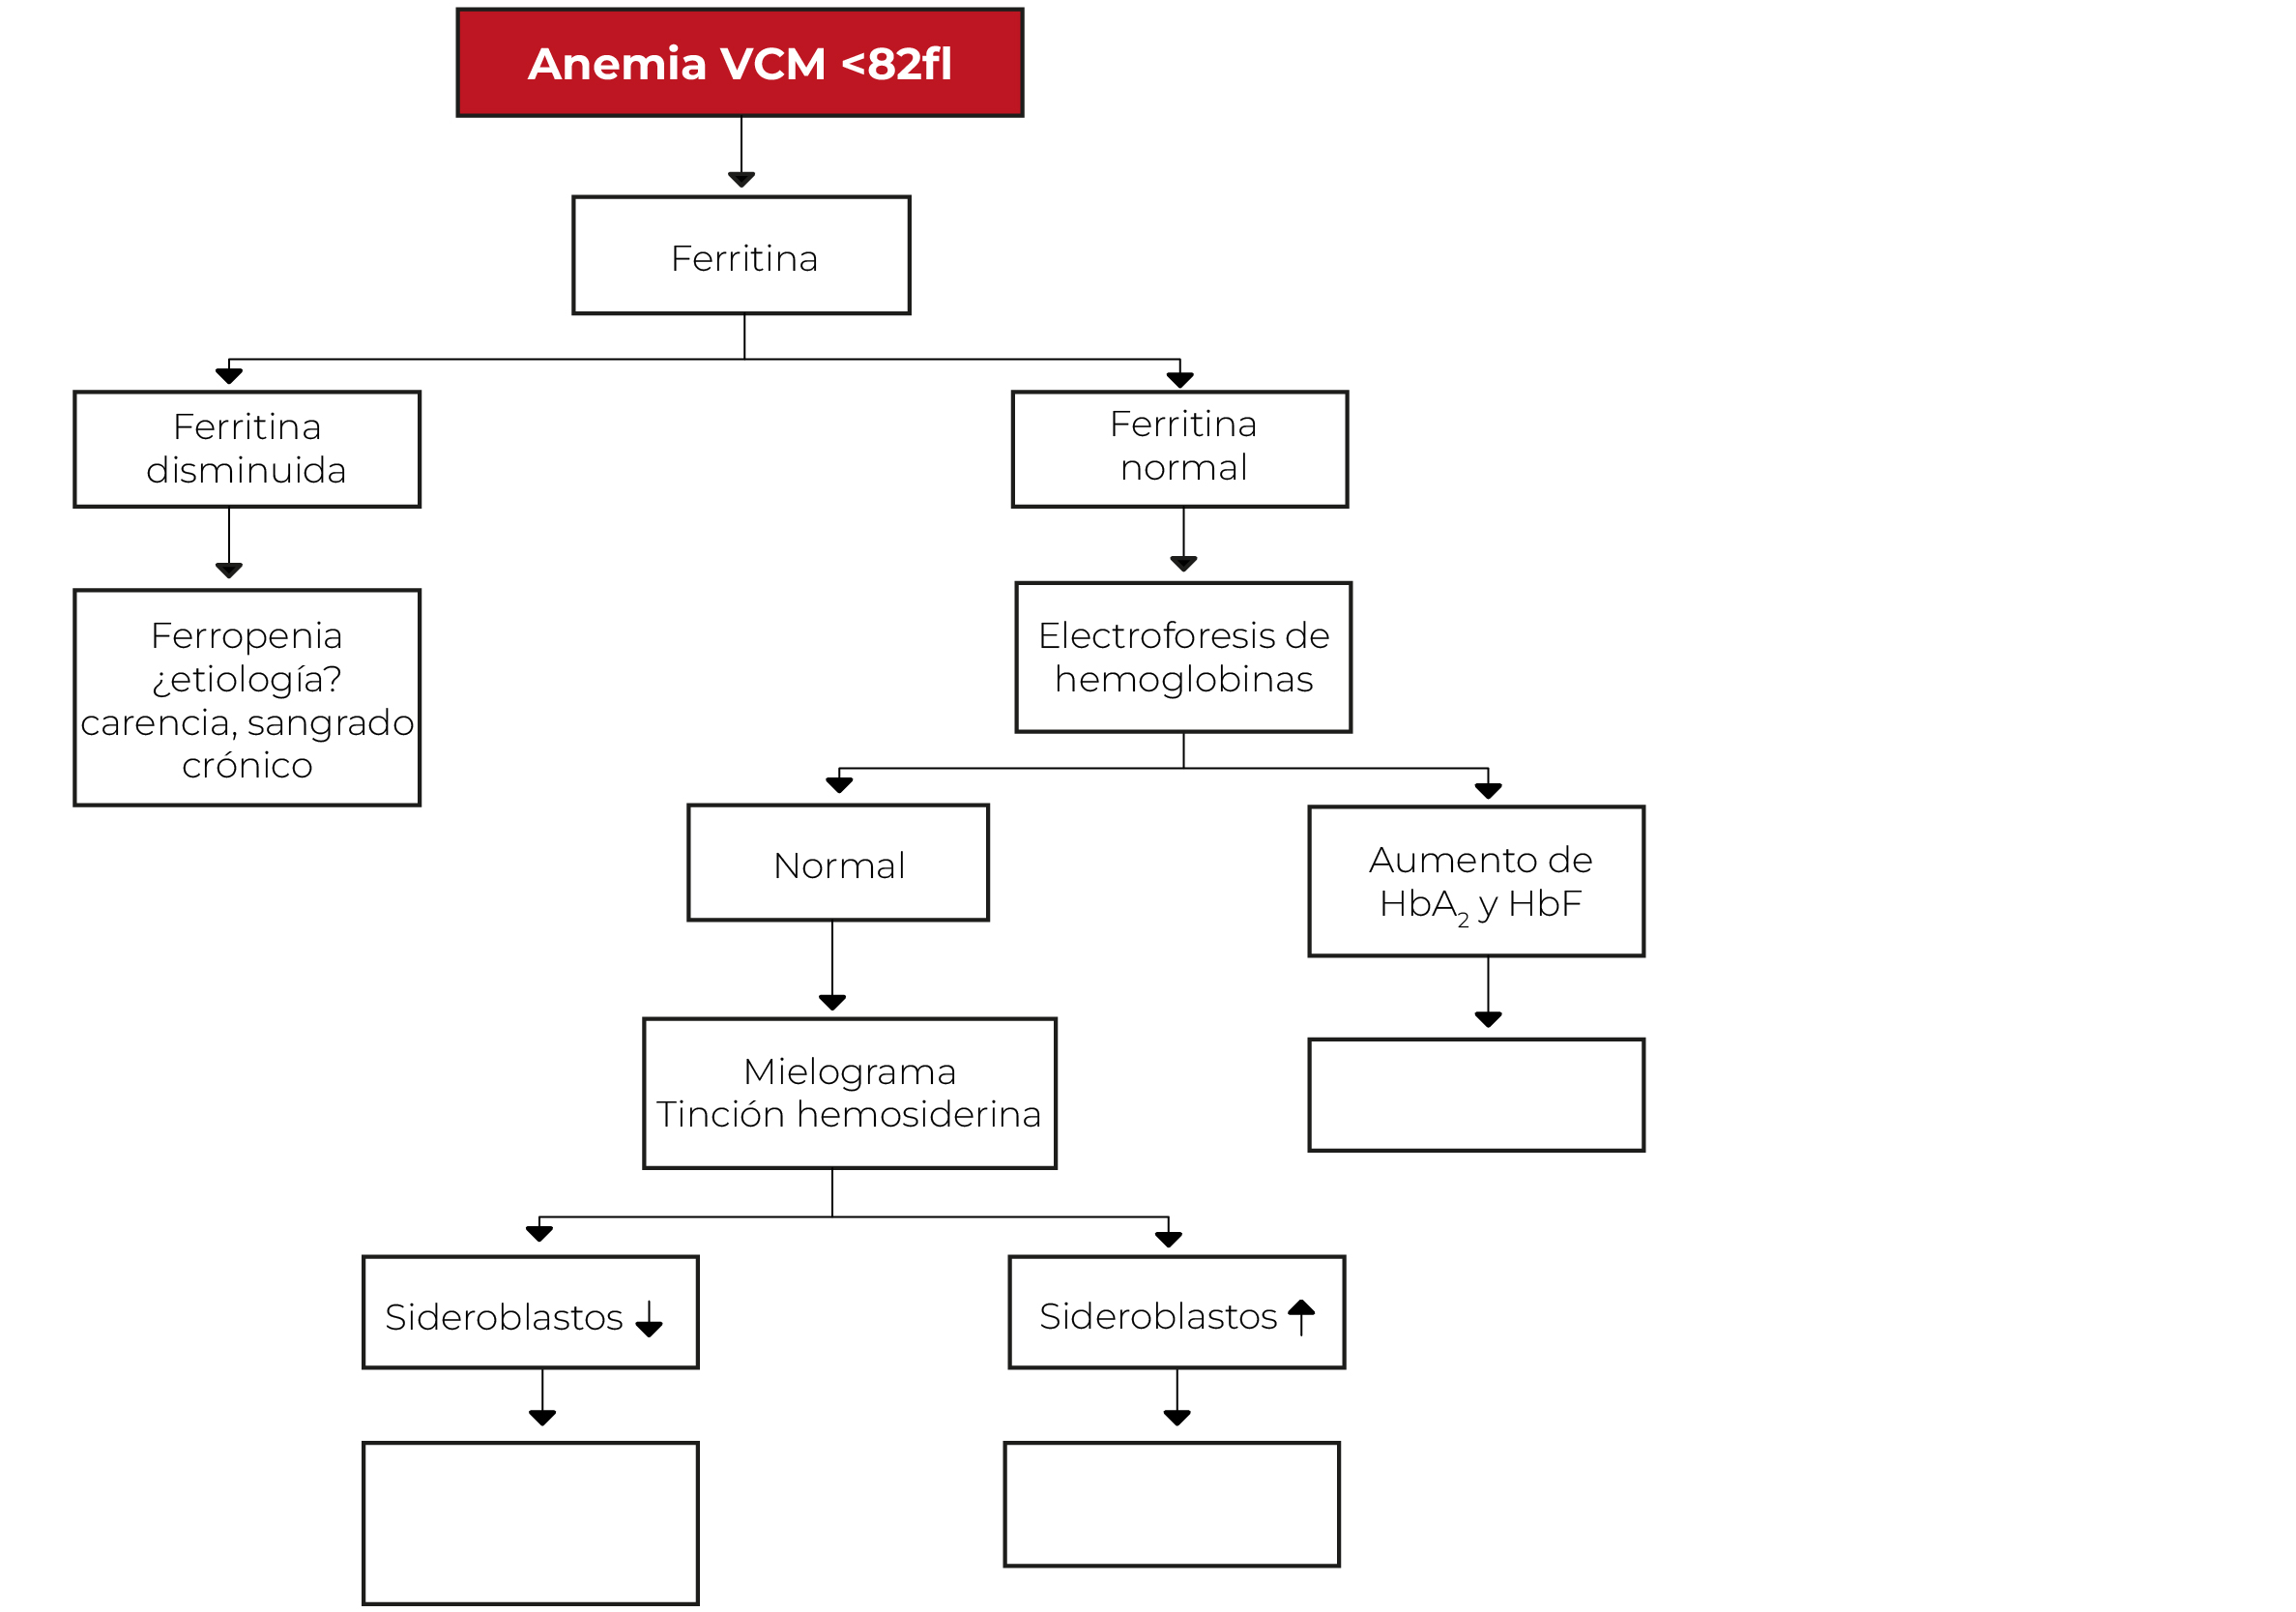 Anemia VCM <82fl
Ferritina
Ferritina
disminuida
Ferritina
normal
Ferropenia
¿etiología?
carencia, sangrado
crónico
Electroforesis de
hemoglobinas
Normal
Aumento de
HbA₂ y HbF
Mielograma
Tinción hemosiderina
Sideroblastos ↓
Sideroblastos ↑